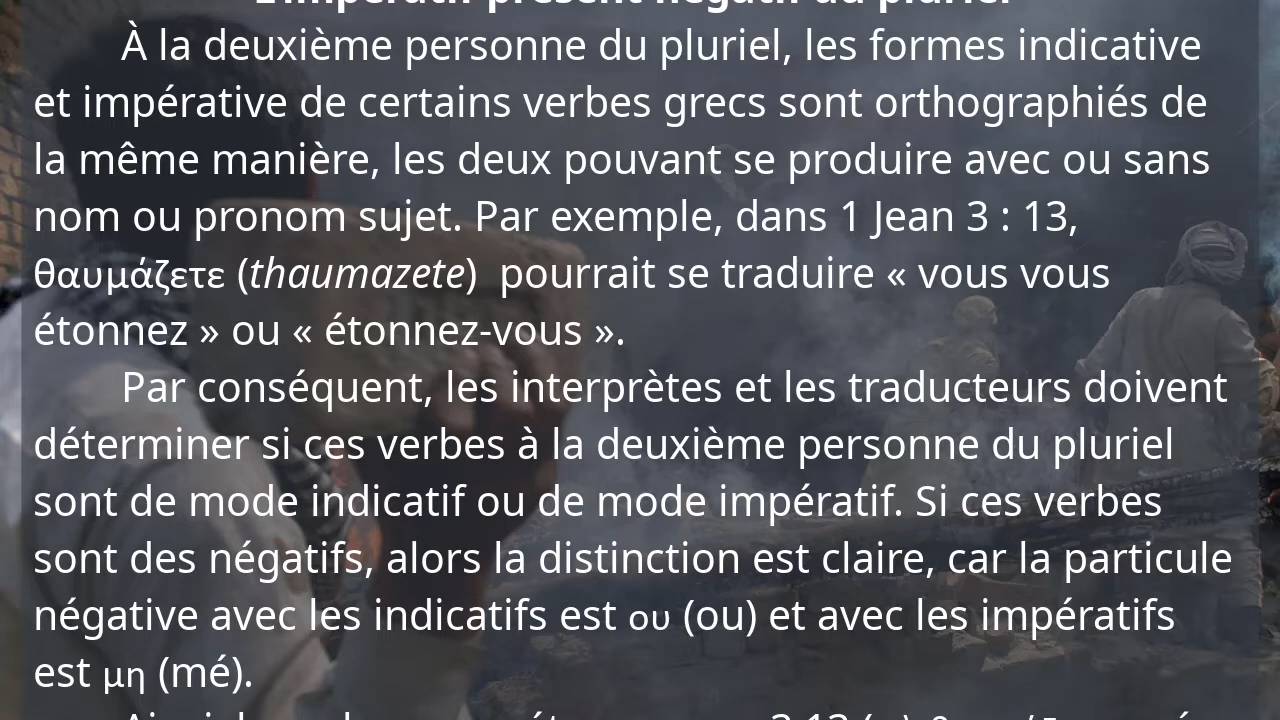 L'impératif présent négatif au pluriel
À la deuxième personne du pluriel, les formes indicative
et impérative de certains verbes grecs sont orthographiés de
la même manière, les deux pouvant se produire avec ou sans
nom ou pronom sujet. Par exemple, dans 1 Jean 3 : 13,
θαυμάζετε (thaumazete)  pourrait se traduire « vous vous
étonnez » ou « étonnez-vous ».
Par conséquent, les interprètes et les traducteurs doivent
déterminer si ces verbes à la deuxième personne du pluriel
sont de mode indicatif ou de mode impératif. Si ces verbes
sont des négatifs, alors la distinction est claire, car la particule
négative avec les indicatifs est ου (ou) et avec les impératifs
est μη (mé).